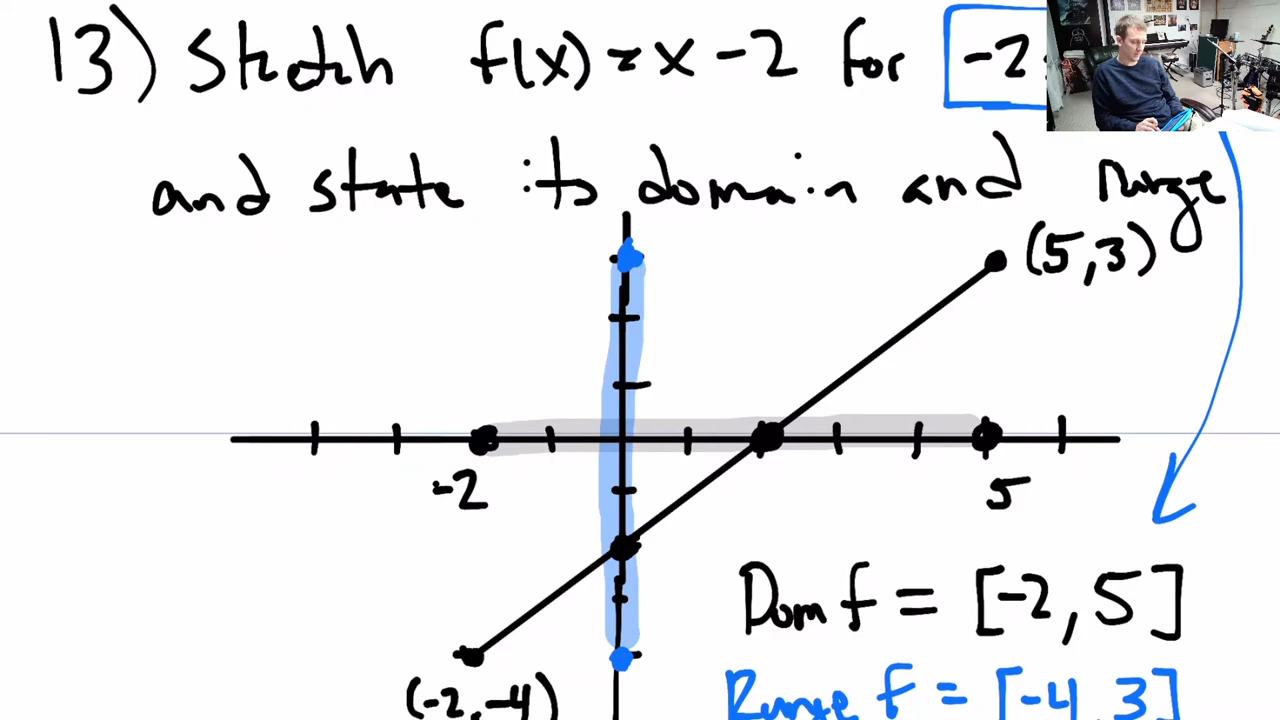 13) Sketch f(x) = x - 2 for -2
and state its domain and range
(5,3)
-2
5
Dom f = [-2, 5]
(-2,-4)
Range f = [-4, 3]